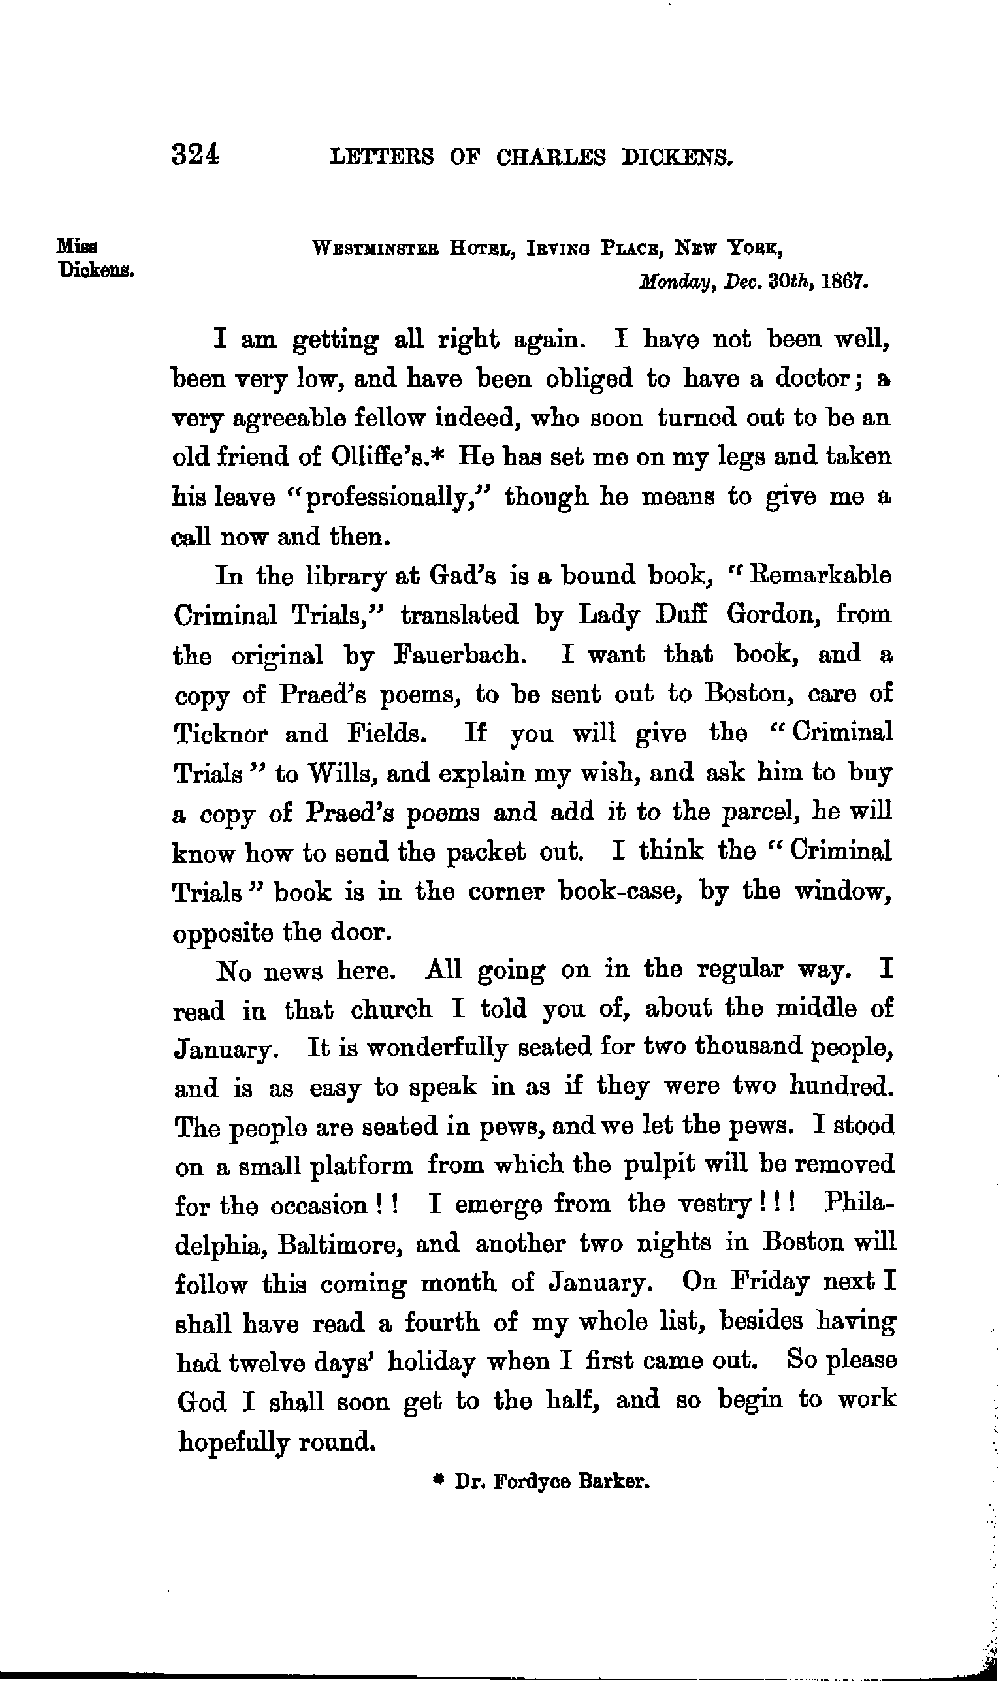 324 LETTERS OF CHARLES DICKENS.
Miss
Dickens.
Westminster Hotel, Irving Place, New York,
Monday, Dec. 30th, 1867.
I am getting all right again. I have not been well,
been very low, and have been obliged to have a doctor; a
very agreeable fellow indeed, who soon turned out to be an
old friend of Olliffe's.* He has set me on my legs and taken
his leave "professionally," though he means to give me a
call now and then.
In the library at Gad's is a bound book, "Remarkable
Criminal Trials," translated by Lady Duff Gordon, from
the original by Fauerbach. I want that book, and a
copy of Praed's poems, to be sent out to Boston, care of
Ticknor and Fields. If you will give the "Criminal
Trials" to Wills, and explain my wish, and ask him to buy
a copy of Praed's poems and add it to the parcel, he will
know how to send the packet out. I think the "Criminal
Trials" book is in the corner book-case, by the window,
opposite the door.
No news here. All going on in the regular way. I
read in that church I told you of, about the middle of
January. It is wonderfully seated for two thousand people,
and is as easy to speak in as if they were two hundred.
The people are seated in pews, and we let the pews. I stood
on a small platform from which the pulpit will be removed
for the occasion!! I emerge from the vestry!!! Phila-
delphia, Baltimore, and another two nights in Boston will
follow this coming month of January. On Friday next I
shall have read a fourth of my whole list, besides having
had twelve days' holiday when I first came out. So please
God I shall soon get to the half, and so begin to work
hopefully round.
* Dr. Fordyce Barker.